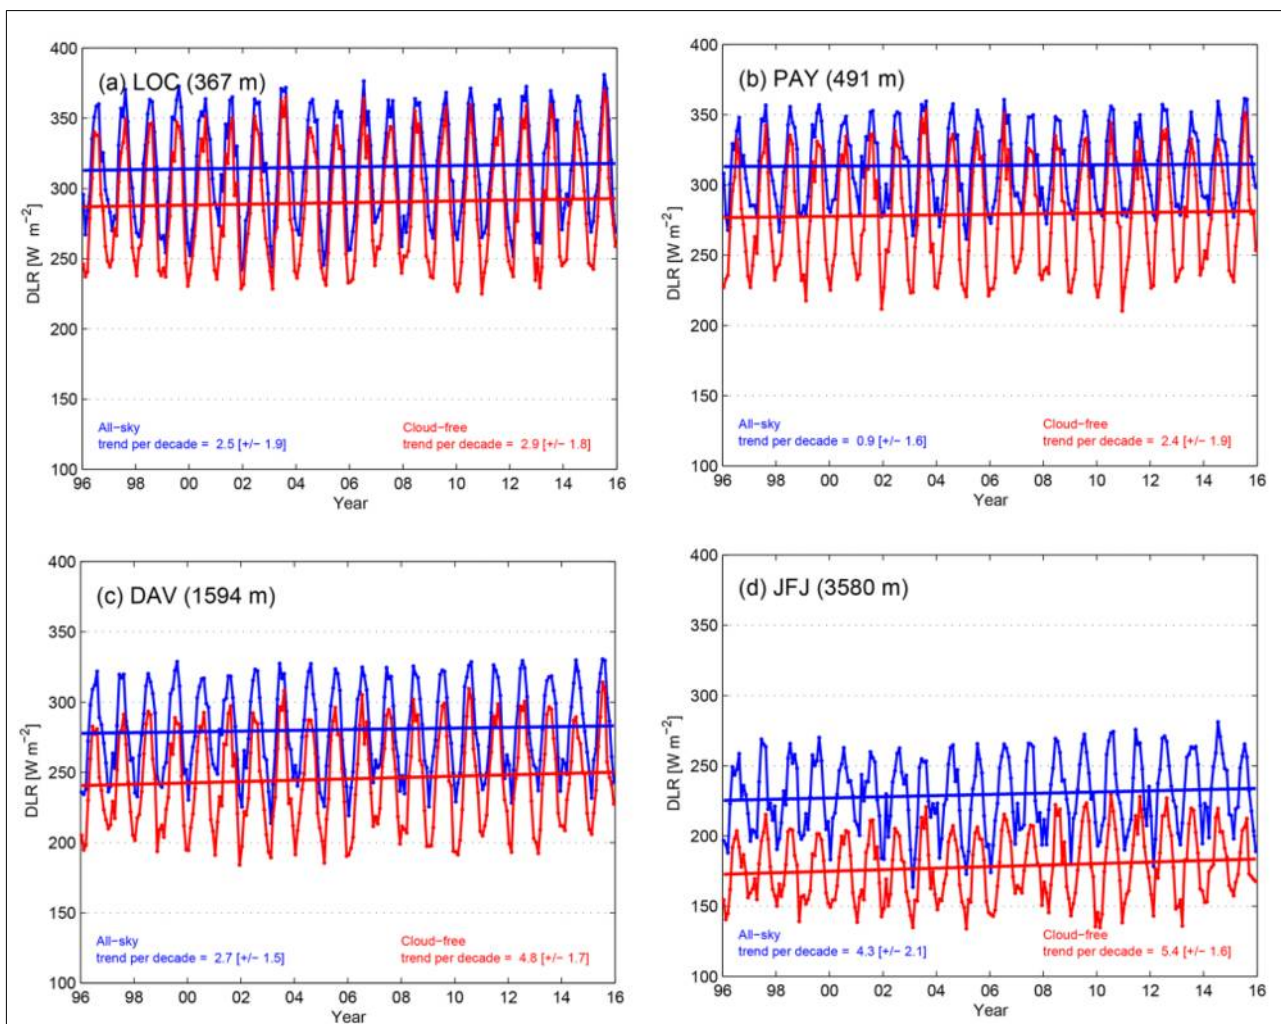 (a) LOC (367 m)
400
350
300
250
200
150
100
DLR [W m−2]
All−sky
trend per decade = 2.5 [+/− 1.9]
Cloud−free
trend per decade = 2.9 [+/− 1.8]
96 98 00 02 04 06 08 10 12 14 16
Year
(b) PAY (491 m)
400
350
300
250
200
150
100
DLR [W m−2]
All−sky
trend per decade = 0.9 [+/− 1.6]
Cloud−free
trend per decade = 2.4 [+/− 1.9]
96 98 00 02 04 06 08 10 12 14 16
Year
(c) DAV (1594 m)
400
350
300
250
200
150
100
DLR [W m−2]
All−sky
trend per decade = 2.7 [+/− 1.5]
Cloud−free
trend per decade = 4.8 [+/− 1.7]
96 98 00 02 04 06 08 10 12 14 16
Year
(d) JFJ (3580 m)
400
350
300
250
200
150
100
DLR [W m−2]
All−sky
trend per decade = 4.3 [+/− 2.1]
Cloud−free
trend per decade = 5.4 [+/− 1.6]
96 98 00 02 04 06 08 10 12 14 16
Year